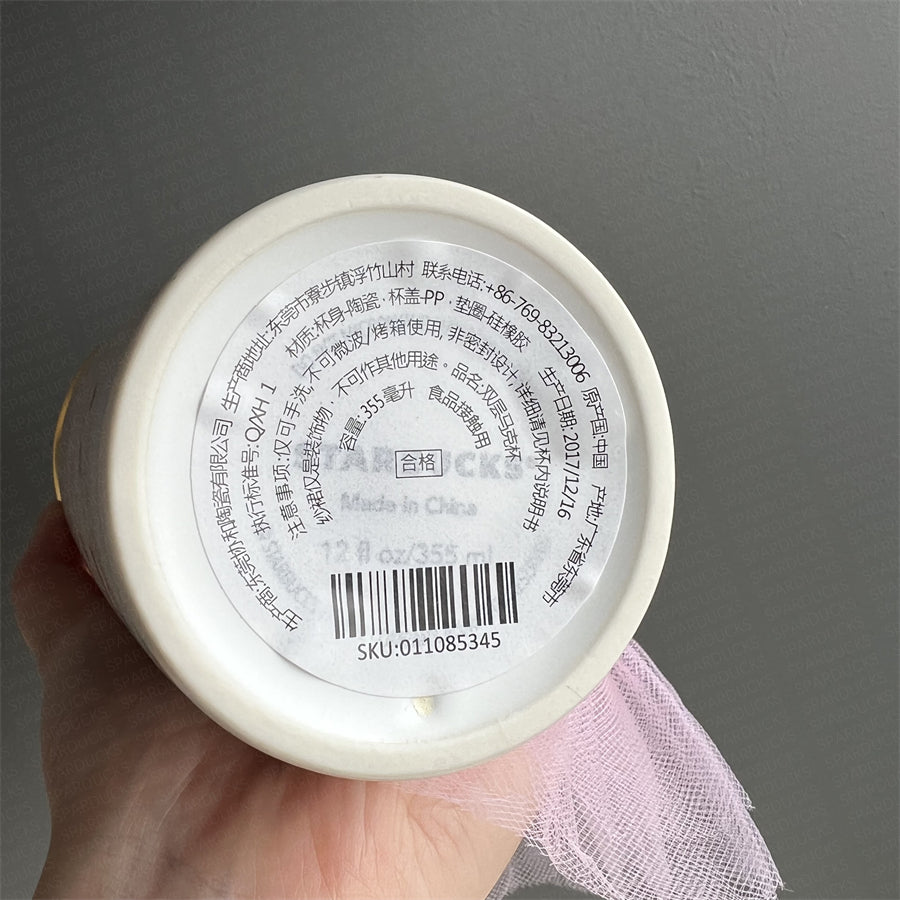 生产商:东莞协和陶瓷有限公司 生产商地址:东莞市寮步镇浮竹山村 联系电话:+86-769-83213006 原产国:中国 产地:广东省东莞市
执行标准号:Q/XH 1 材质:杯身-陶瓷·杯盖-PP·垫圈-硅橡胶 生产日期:2017/12/16
注意事项:仅可手洗,不可微波/烤箱使用,非密封设计,详细请见杯内说明书
纱裙仅是装饰物，不可作其他用途。品名:双层马克杯
容量:355毫升 食品接触用
合格
STARBUCKS
Made in China
12 fl oz/355 ml
SKU:011085345
SPARDUCKS